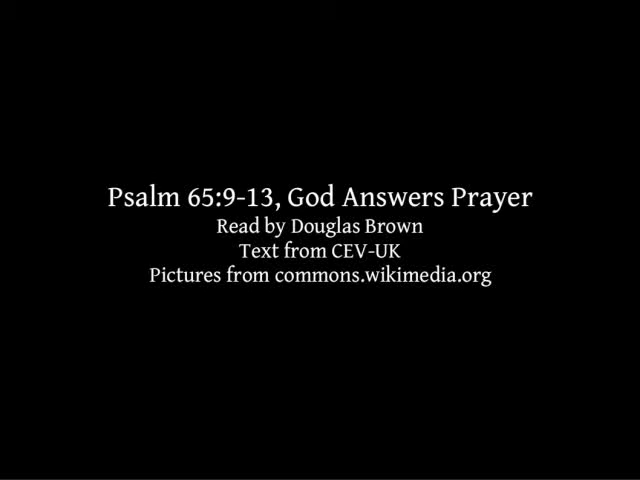 Psalm 65:9-13, God Answers Prayer
Read by Douglas Brown
Text from CEV-UK
Pictures from commons.wikimedia.org